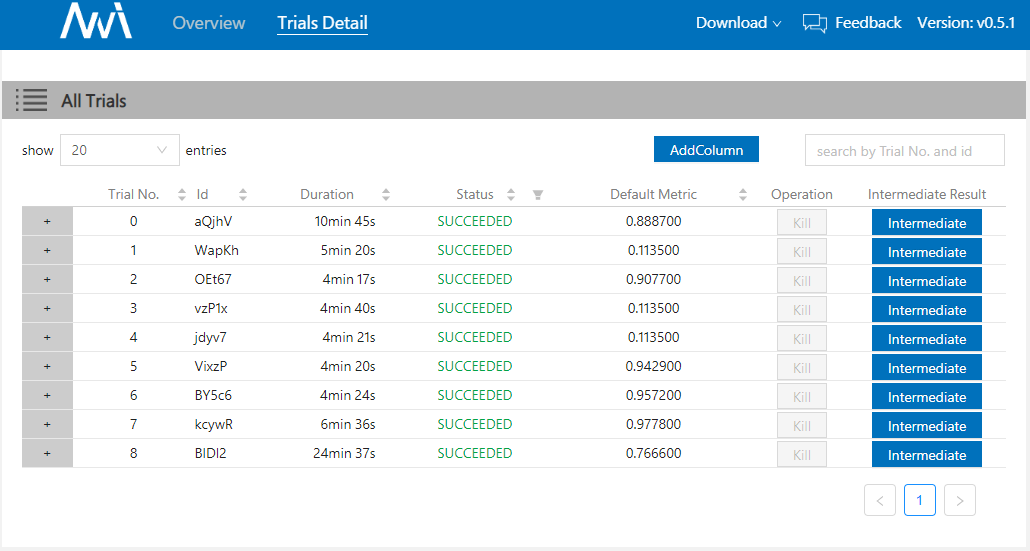 NNI Overview Trials Detail Download Feedback Version: v0.5.1
All Trials
show 20 entries AddColumn search by Trial No. and id
Trial No. Id Duration Status Default Metric Operation Intermediate Result
+ 0 aQjhV 10min 45s SUCCEEDED 0.888700 Kill Intermediate
+ 1 WapKh 5min 20s SUCCEEDED 0.113500 Kill Intermediate
+ 2 OEt67 4min 17s SUCCEEDED 0.907700 Kill Intermediate
+ 3 vzP1x 4min 40s SUCCEEDED 0.113500 Kill Intermediate
+ 4 jdyv7 4min 21s SUCCEEDED 0.113500 Kill Intermediate
+ 5 VixzP 4min 20s SUCCEEDED 0.942900 Kill Intermediate
+ 6 BY5c6 4min 24s SUCCEEDED 0.957200 Kill Intermediate
+ 7 kcywR 6min 36s SUCCEEDED 0.977800 Kill Intermediate
+ 8 BIDI2 24min 37s SUCCEEDED 0.766600 Kill Intermediate
< 1 >